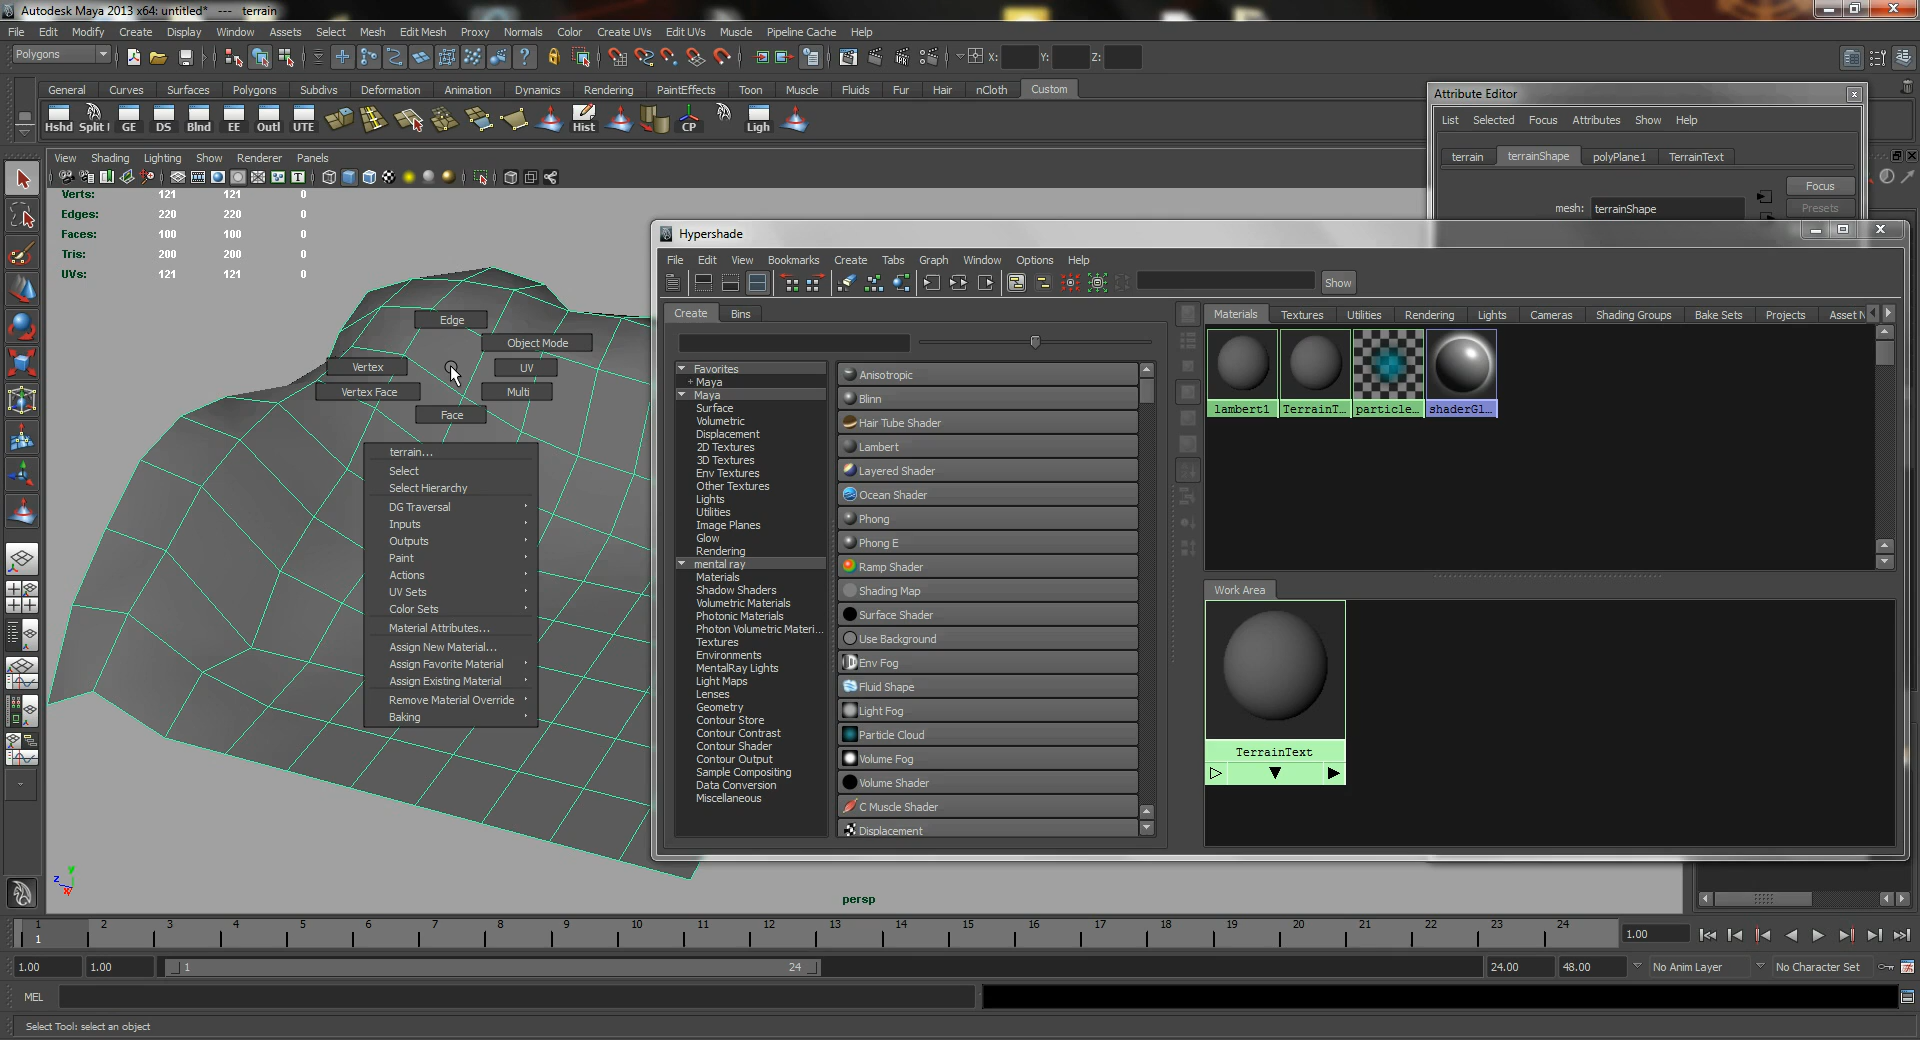 Autodesk Maya 2013 x64: untitled*   ---   terrain
File Edit Modify Create Display Window Assets Select Mesh Edit Mesh Proxy Normals Color Create UVs Edit UVs Muscle Pipeline Cache Help
Polygons X: Y: Z:
General Curves Surfaces Polygons Subdivs Deformation Animation Dynamics Rendering PaintEffects Toon Muscle Fluids Fur Hair nCloth Custom
Hshd Split GE DS Blnd EE Outl UTE Hist CP Ligh
View Shading Lighting Show Renderer Panels
Verts: 121 121 0
Edges: 220 220 0
Faces: 100 100 0
Tris: 200 200 0
UVs: 121 121 0
Edge
Object Mode
Vertex
UV
Vertex Face
Multi
Face
terrain...
Select
Select Hierarchy
DG Traversal
Inputs
Outputs
Paint
Actions
UV Sets
Color Sets
Material Attributes...
Assign New Material...
Assign Favorite Material
Assign Existing Material
Remove Material Override
Baking
persp
z y x
Attribute Editor
List Selected Focus Attributes Show Help
terrain terrainShape polyPlane1 TerrainText
Focus
mesh: terrainShape Presets
Hypershade
File Edit View Bookmarks Create Tabs Graph Window Options Help
Show
Create Bins
Favorites
+ Maya
Maya
Surface
Volumetric
Displacement
2D Textures
3D Textures
Env Textures
Other Textures
Lights
Utilities
Image Planes
Glow
Rendering
mental ray
Materials
Shadow Shaders
Volumetric Materials
Photonic Materials
Photon Volumetric Materi...
Textures
Environments
MentalRay Lights
Light Maps
Lenses
Geometry
Contour Store
Contour Contrast
Contour Shader
Contour Output
Sample Compositing
Data Conversion
Miscellaneous
Anisotropic
Blinn
Hair Tube Shader
Lambert
Layered Shader
Ocean Shader
Phong
Phong E
Ramp Shader
Shading Map
Surface Shader
Use Background
Env Fog
Fluid Shape
Light Fog
Particle Cloud
Volume Fog
Volume Shader
C Muscle Shader
Displacement
Materials Textures Utilities Rendering Lights Cameras Shading Groups Bake Sets Projects Asset N
lambert1 TerrainT... particle... shaderGl...
Work Area
TerrainText
1 2 3 4 5 6 7 8 9 10 11 12 13 14 15 16 17 18 19 20 21 22 23 24
1
1.00
1.00 1.00 1 24 24.00 48.00 No Anim Layer No Character Set
MEL
Select Tool: select an object